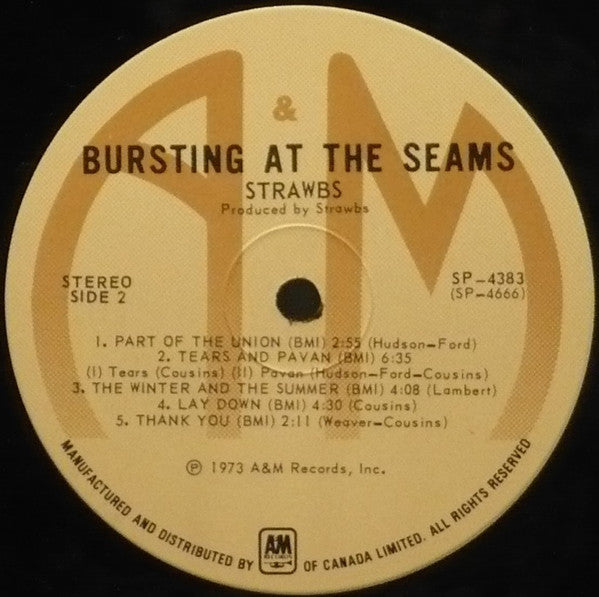 A & M
BURSTING AT THE SEAMS
STRAWBS
Produced by Strawbs
STEREO
SIDE 2
SP-4383
(SP-4666)
1. PART OF THE UNION (BMI) 2:55 (Hudson-Ford)
2. TEARS AND PAVAN (BMI) 6:35
(I) Tears (Cousins) (II) Pavan (Hudson-Ford-Cousins)
3. THE WINTER AND THE SUMMER (BMI) 4:08 (Lambert)
4. LAY DOWN (BMI) 4:30 (Cousins)
5. THANK YOU (BMI) 2:11 (Weaver-Cousins)
℗ 1973 A&M Records, Inc.
MANUFACTURED AND DISTRIBUTED BY A&M RECORDS OF CANADA LIMITED. ALL RIGHTS RESERVED